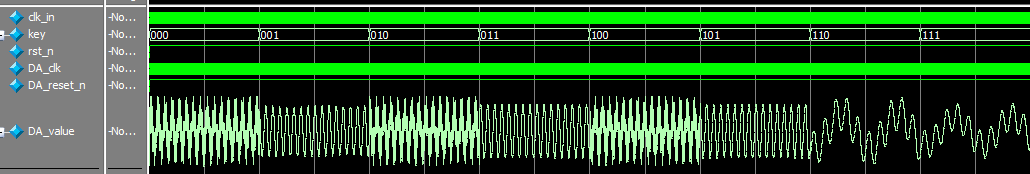 clk_in -No...
key -No... 000 001 010 011 100 101 110 111
rst_n -No...
DA_clk -No...
DA_reset_n -No...
DA_value -No...